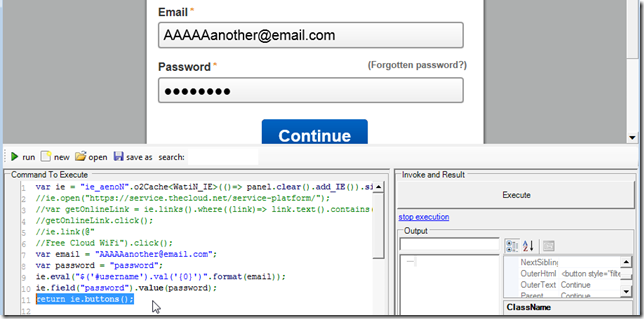 Email *
AAAAAanother@email.com
Password *
(Forgotten password?)
Continue
run new open save as search:
Command To Execute
1 var ie = "ie_aenoN".o2Cache<WatiN_IE>(()=> panel.clear().add_IE()).si
2 //ie.open("https://service.thecloud.net/service-platform/");
3 //var getOnlineLink = ie.links().where((link)=> link.text().contains(
4 //getOnlineLink.click();
5 //ie.link(@"
6 //Free Cloud WiFi").click();
7 var email = "AAAAAanother@email.com";
8 var password = "password";
9 ie.eval("$('#username').val('{0}')".format(email));
10 ie.field("password").value(password);
11 return ie.buttons();
Invoke and Result
Execute
stop execution
Output
NextSibling
OuterHtml <button style="filte
OuterText Continue
Parent Continue
ClassName